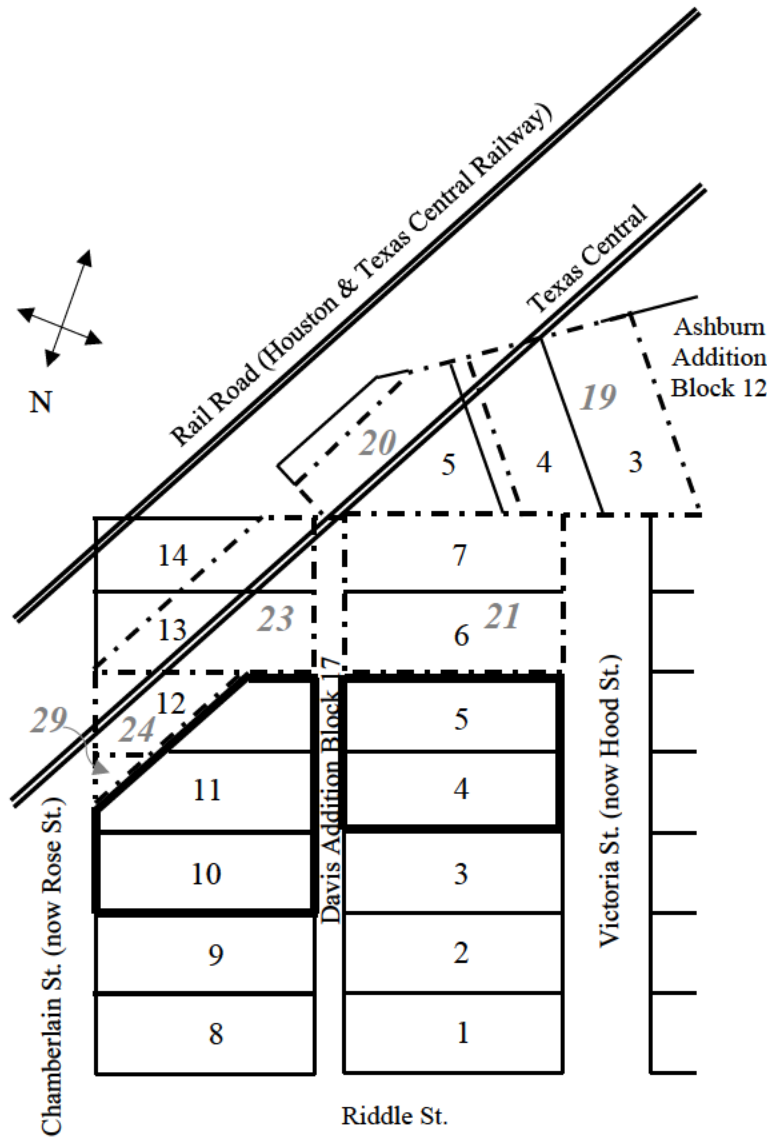 Rail Road (Houston & Texas Central Railway)
Texas Central
N
Ashburn
Addition
Block 12
19
20
5
4
3
14
7
13
23
6
21
12
29
24
5
11
4
10
3
9
2
8
1
Chamberlain St. (now Rose St.)
Davis Addition Block 17
Victoria St. (now Hood St.)
Riddle St.